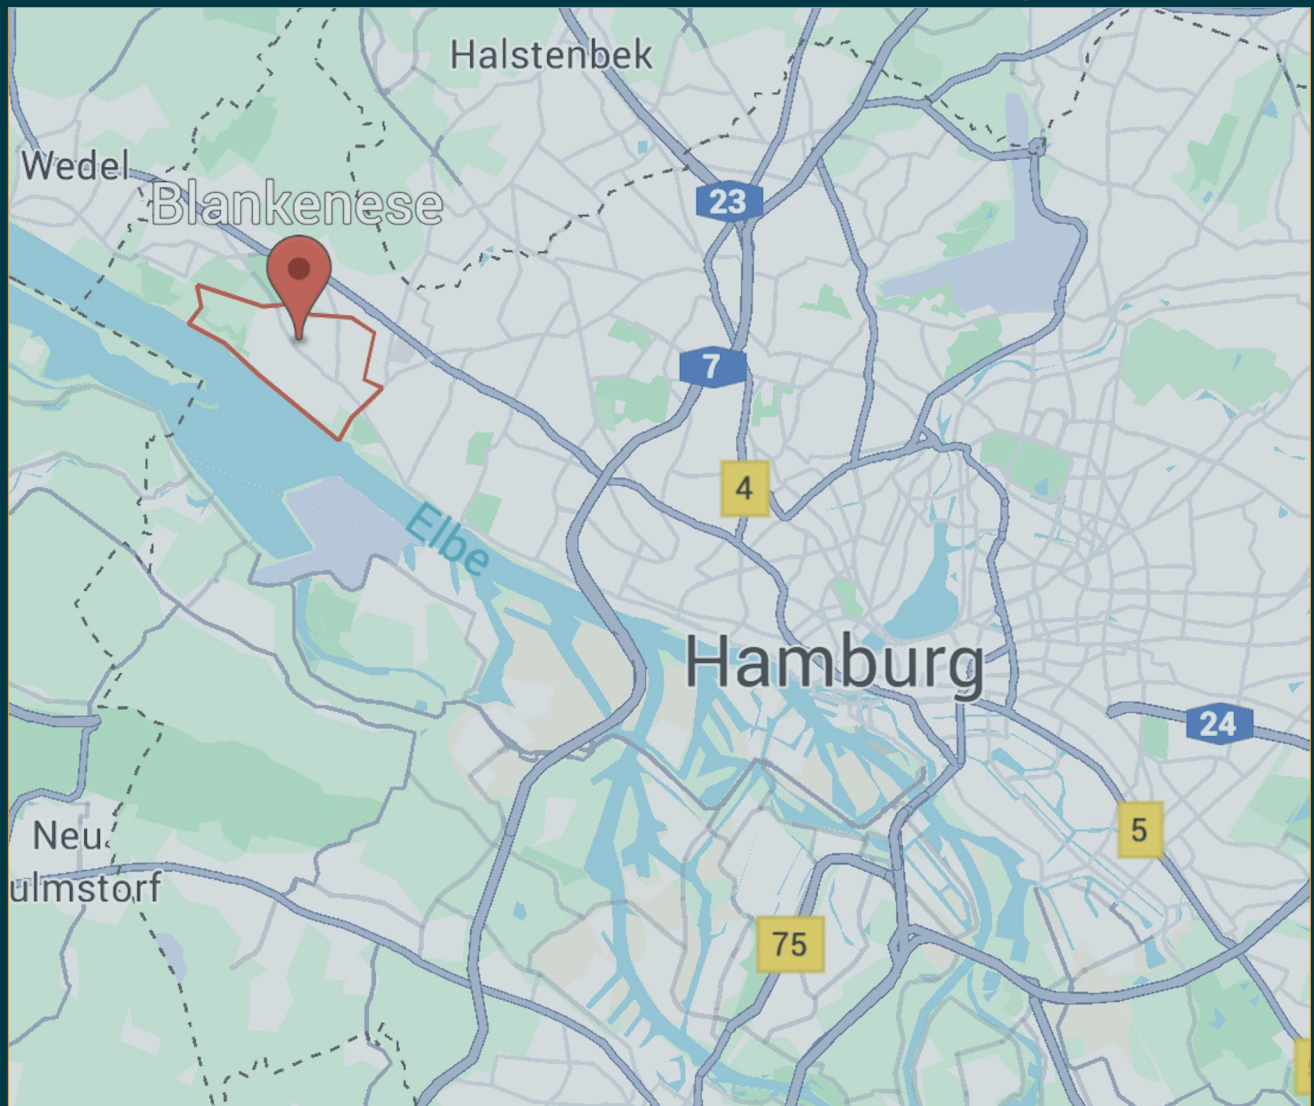 Halstenbek
Wedel
Blankenese
23
7
4
Elbe
Hamburg
24
5
Neu
ulmstorf
75